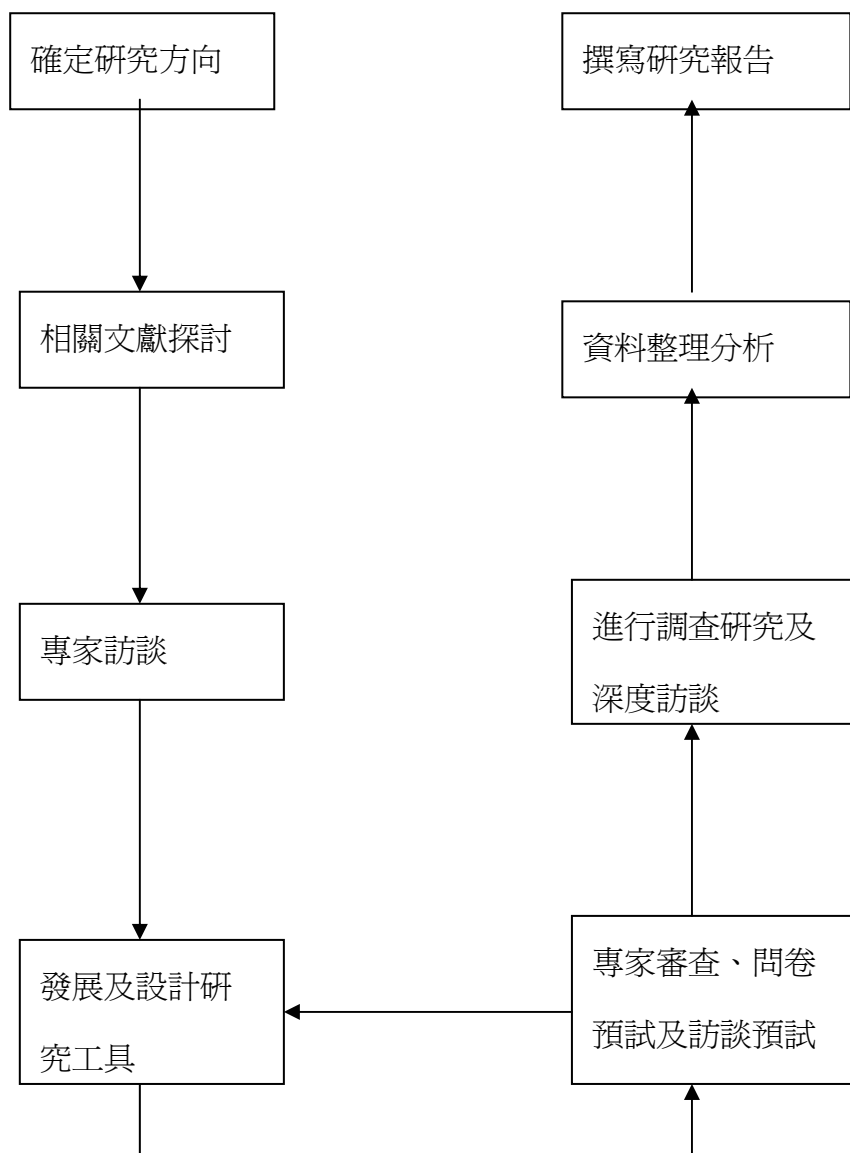 確定研究方向
撰寫研究報告
相關文獻探討
資料整理分析
專家訪談
進行調查研究及
深度訪談
發展及設計研
究工具
專家審查、問卷
預試及訪談預試